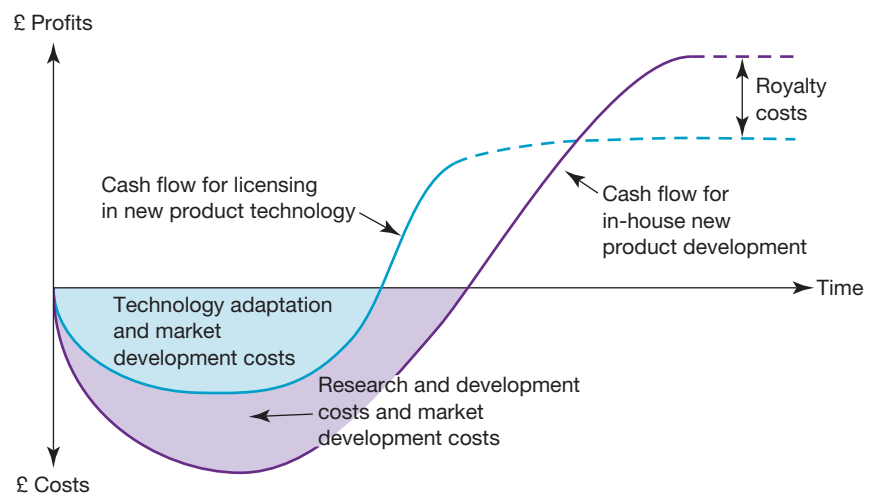 £ Profits
Royalty
costs
Cash flow for licensing
in new product technology
Cash flow for
in-house new
product development
Time
Technology adaptation
and market
development costs
Research and development
costs and market
development costs
£ Costs